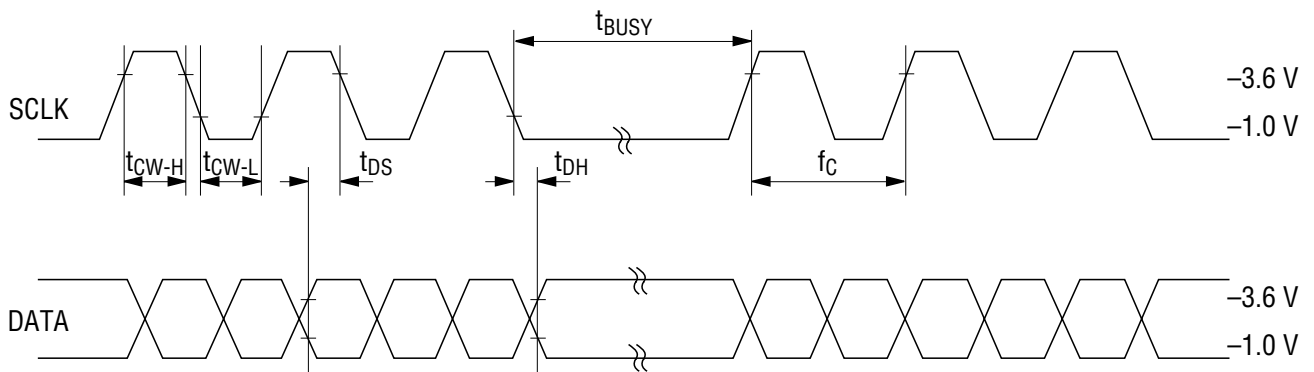 tBUSY
SCLK
–3.6 V
–1.0 V
tCW-H
tCW-L
tDS
tDH
fC
DATA
–3.6 V
–1.0 V